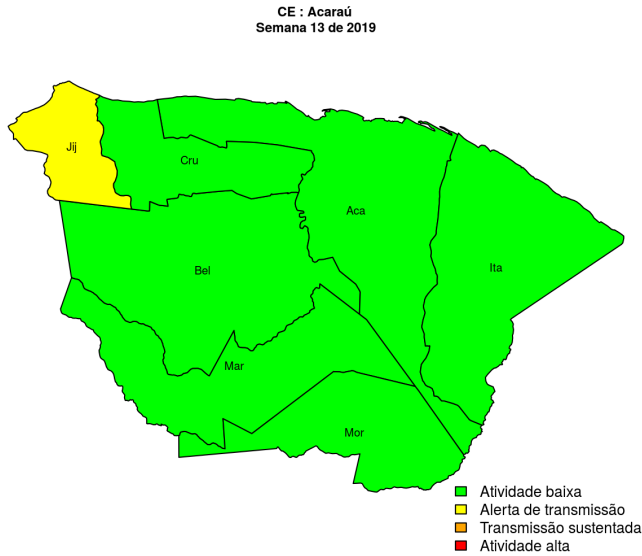 CE : Acaraú
Semana 13 de 2019
Jij
Cru
Aca
Bel
Ita
Mar
Mor
Atividade baixa
Alerta de transmissão
Transmissão sustentada
Atividade alta